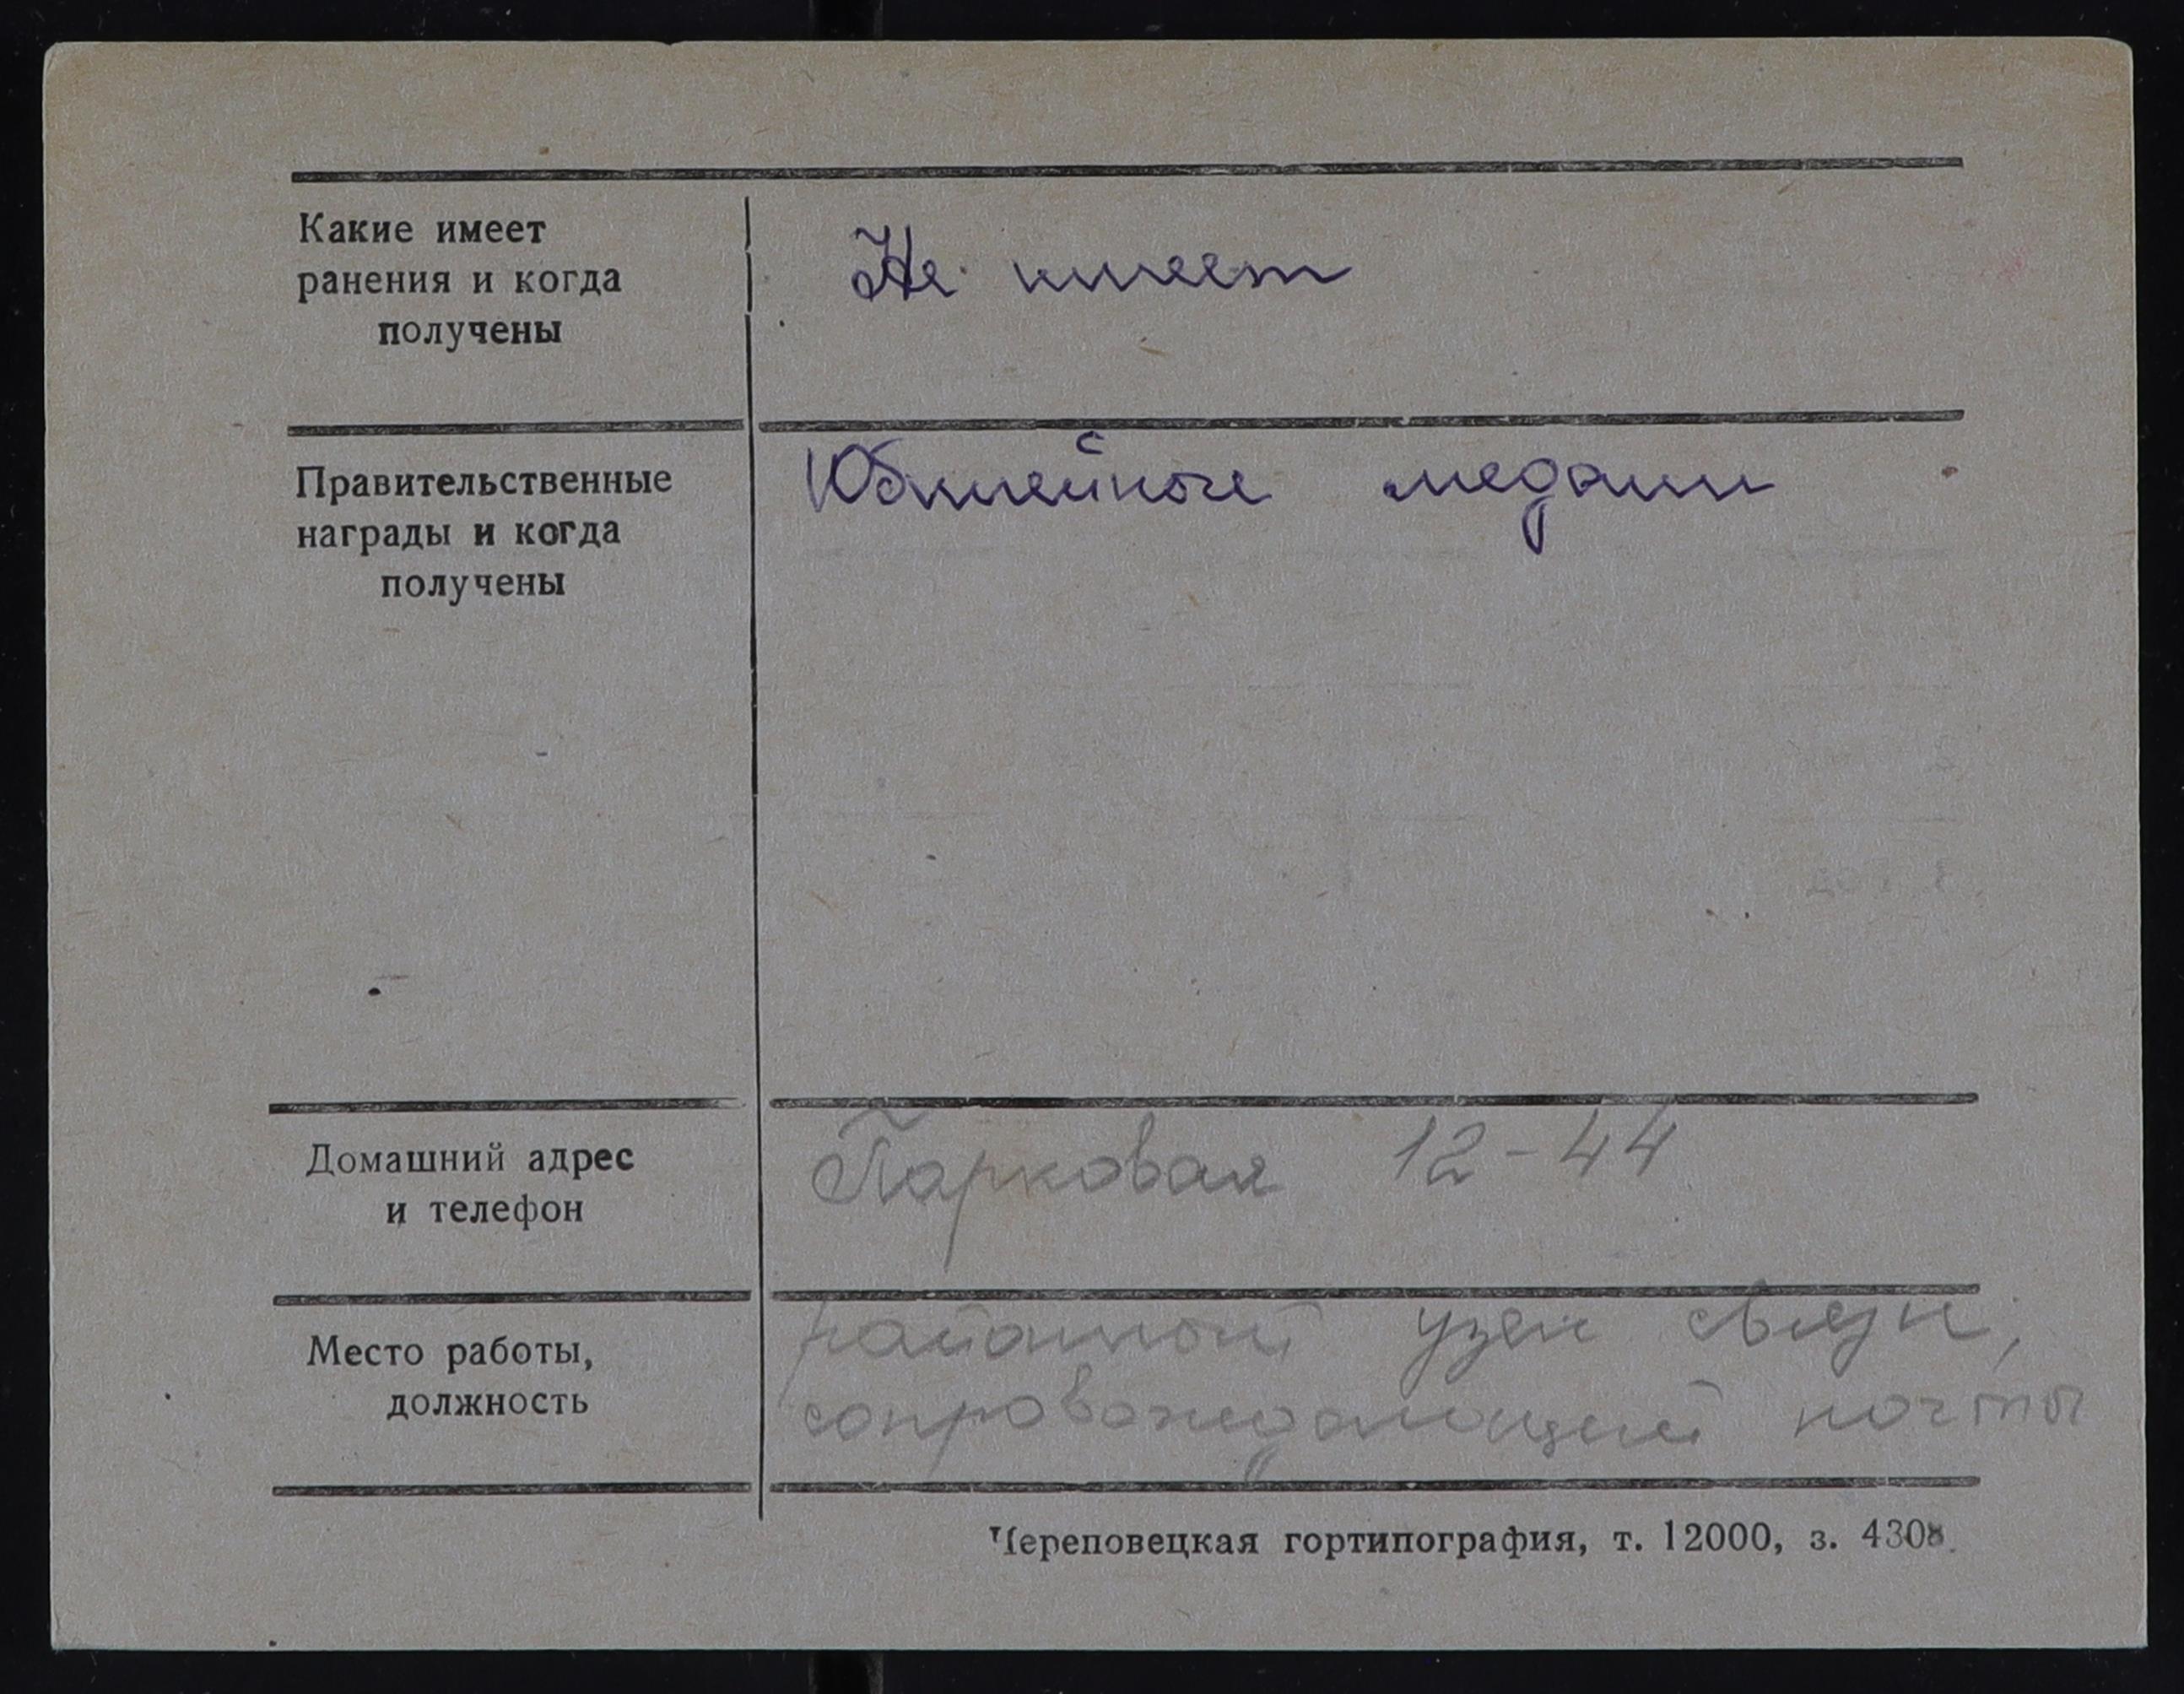 Какие имеет
ранения и когда
получены
Не имеет
Правительственные
награды и когда
получены
Юбилейные медали
Домашний адрес
и телефон
Парковая 12-44
Место работы,
должность
районной узел связи,
сопровождающий почты
Череповецкая гортипография, т. 12000, з. 4308.